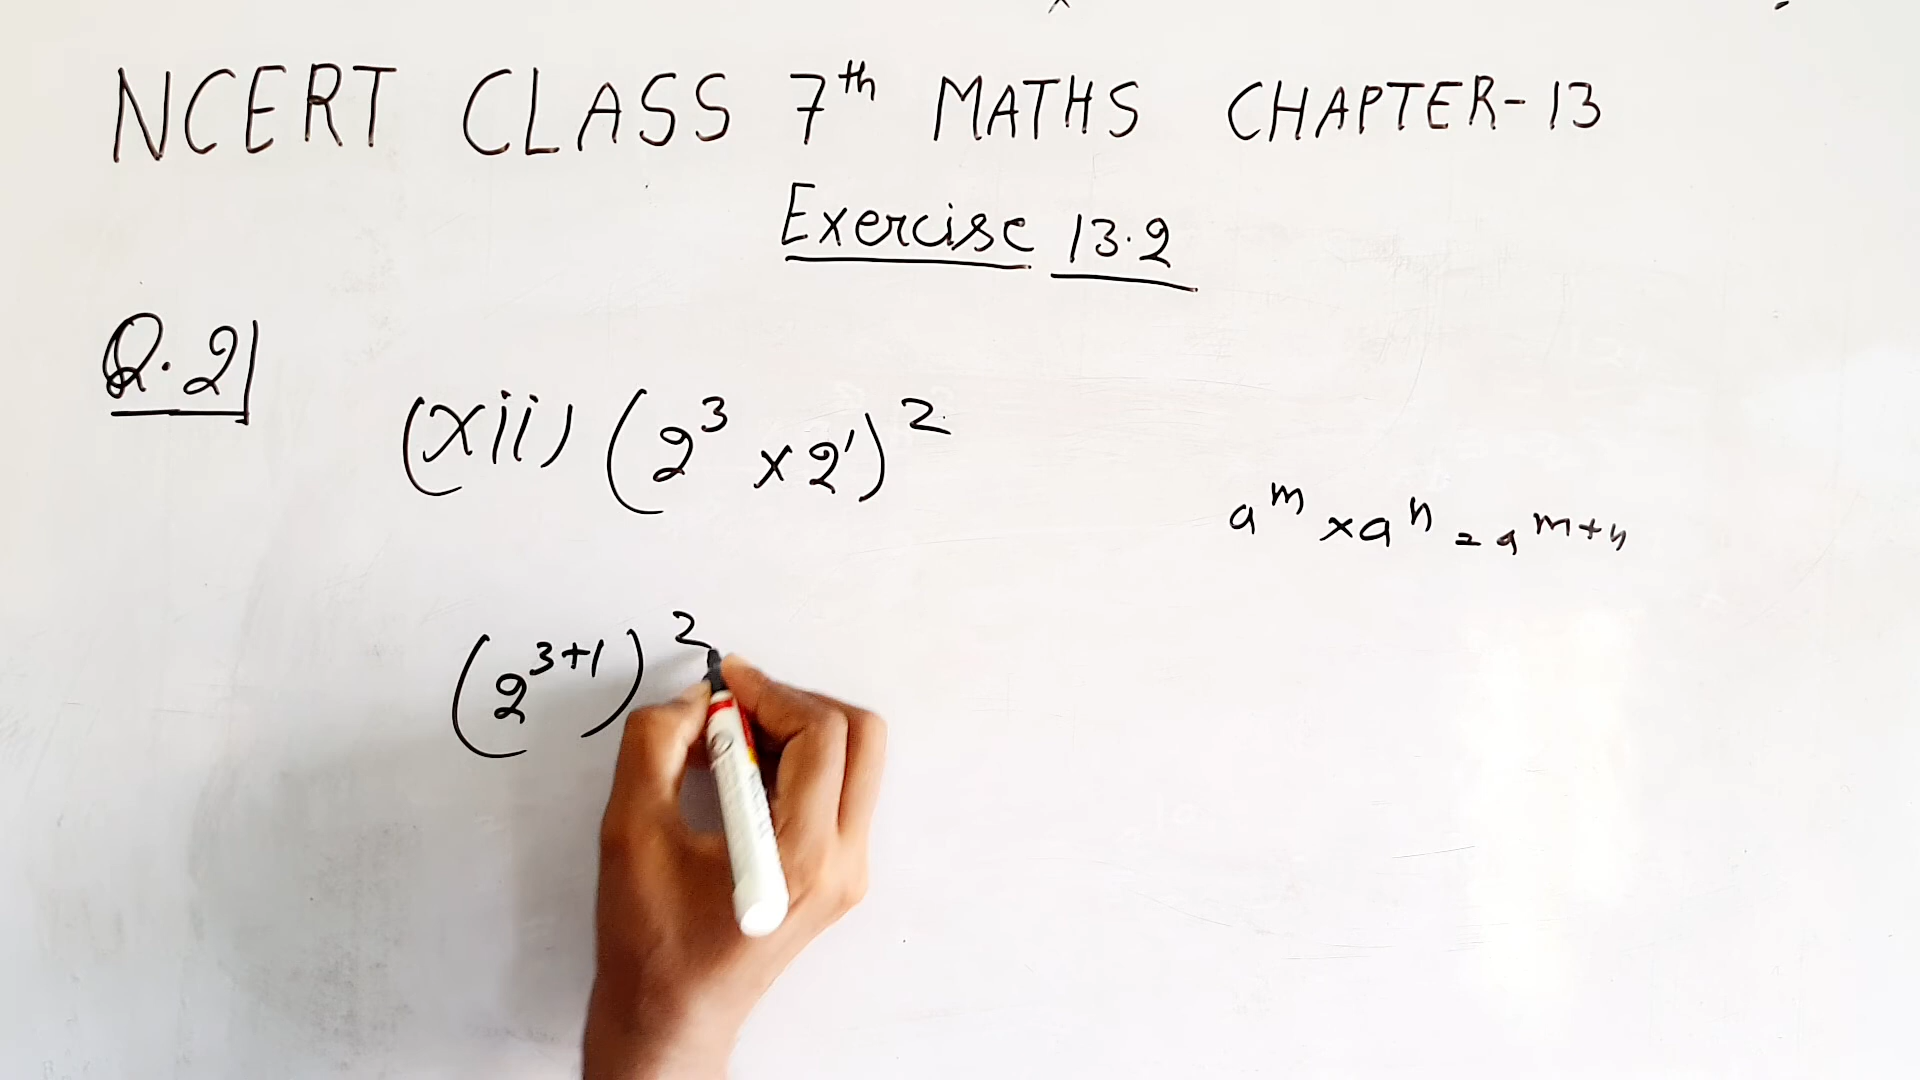 NCERT CLASS 7th MATHS CHAPTER-13
Exercise 13.2
Q.2
(xii) (2³ × 2¹)²
aᵐ × aⁿ = aᵐ⁺ⁿ
(2³⁺¹)²